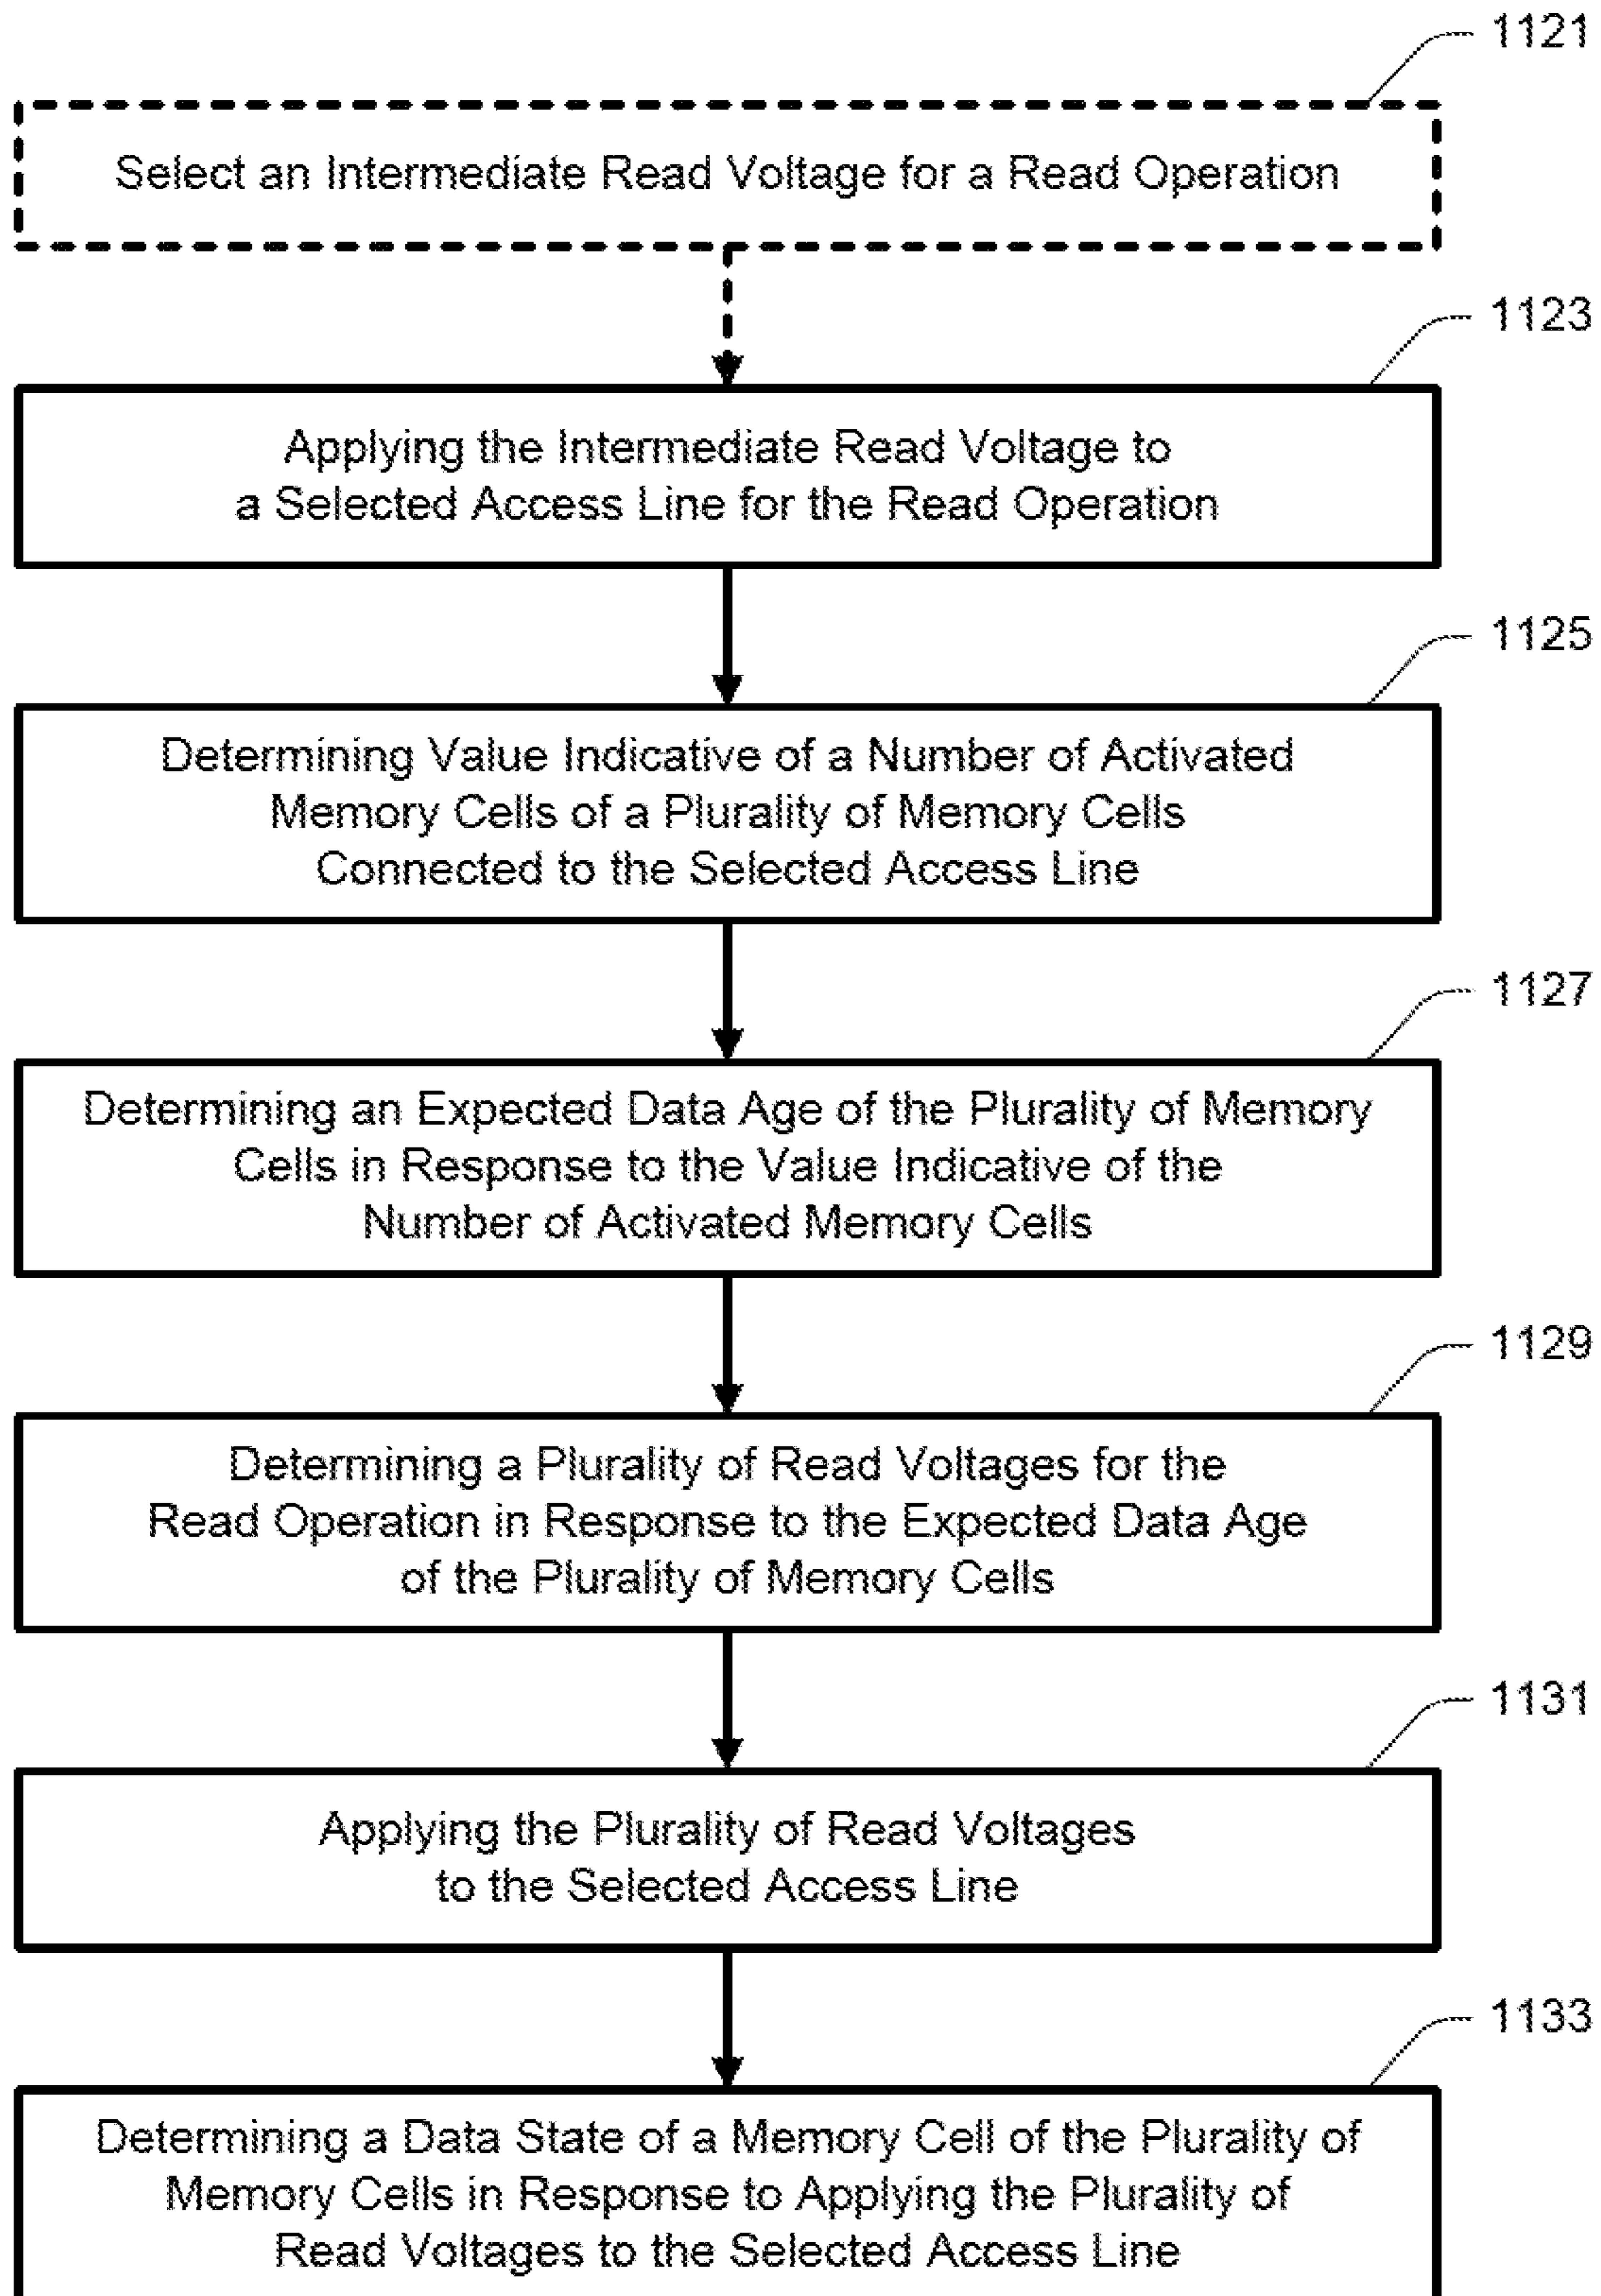 1121
Select an Intermediate Read Voltage for a Read Operation
1123
Applying the Intermediate Read Voltage to
a Selected Access Line for the Read Operation
1125
Determining Value Indicative of a Number of Activated
Memory Cells of a Plurality of Memory Cells
Connected to the Selected Access Line
1127
Determining an Expected Data Age of the Plurality of Memory
Cells in Response to the Value Indicative of the
Number of Activated Memory Cells
1129
Determining a Plurality of Read Voltages for the
Read Operation in Response to the Expected Data Age
of the Plurality of Memory Cells
1131
Applying the Plurality of Read Voltages
to the Selected Access Line
1133
Determining a Data State of a Memory Cell of the Plurality of
Memory Cells in Response to Applying the Plurality of
Read Voltages to the Selected Access Line